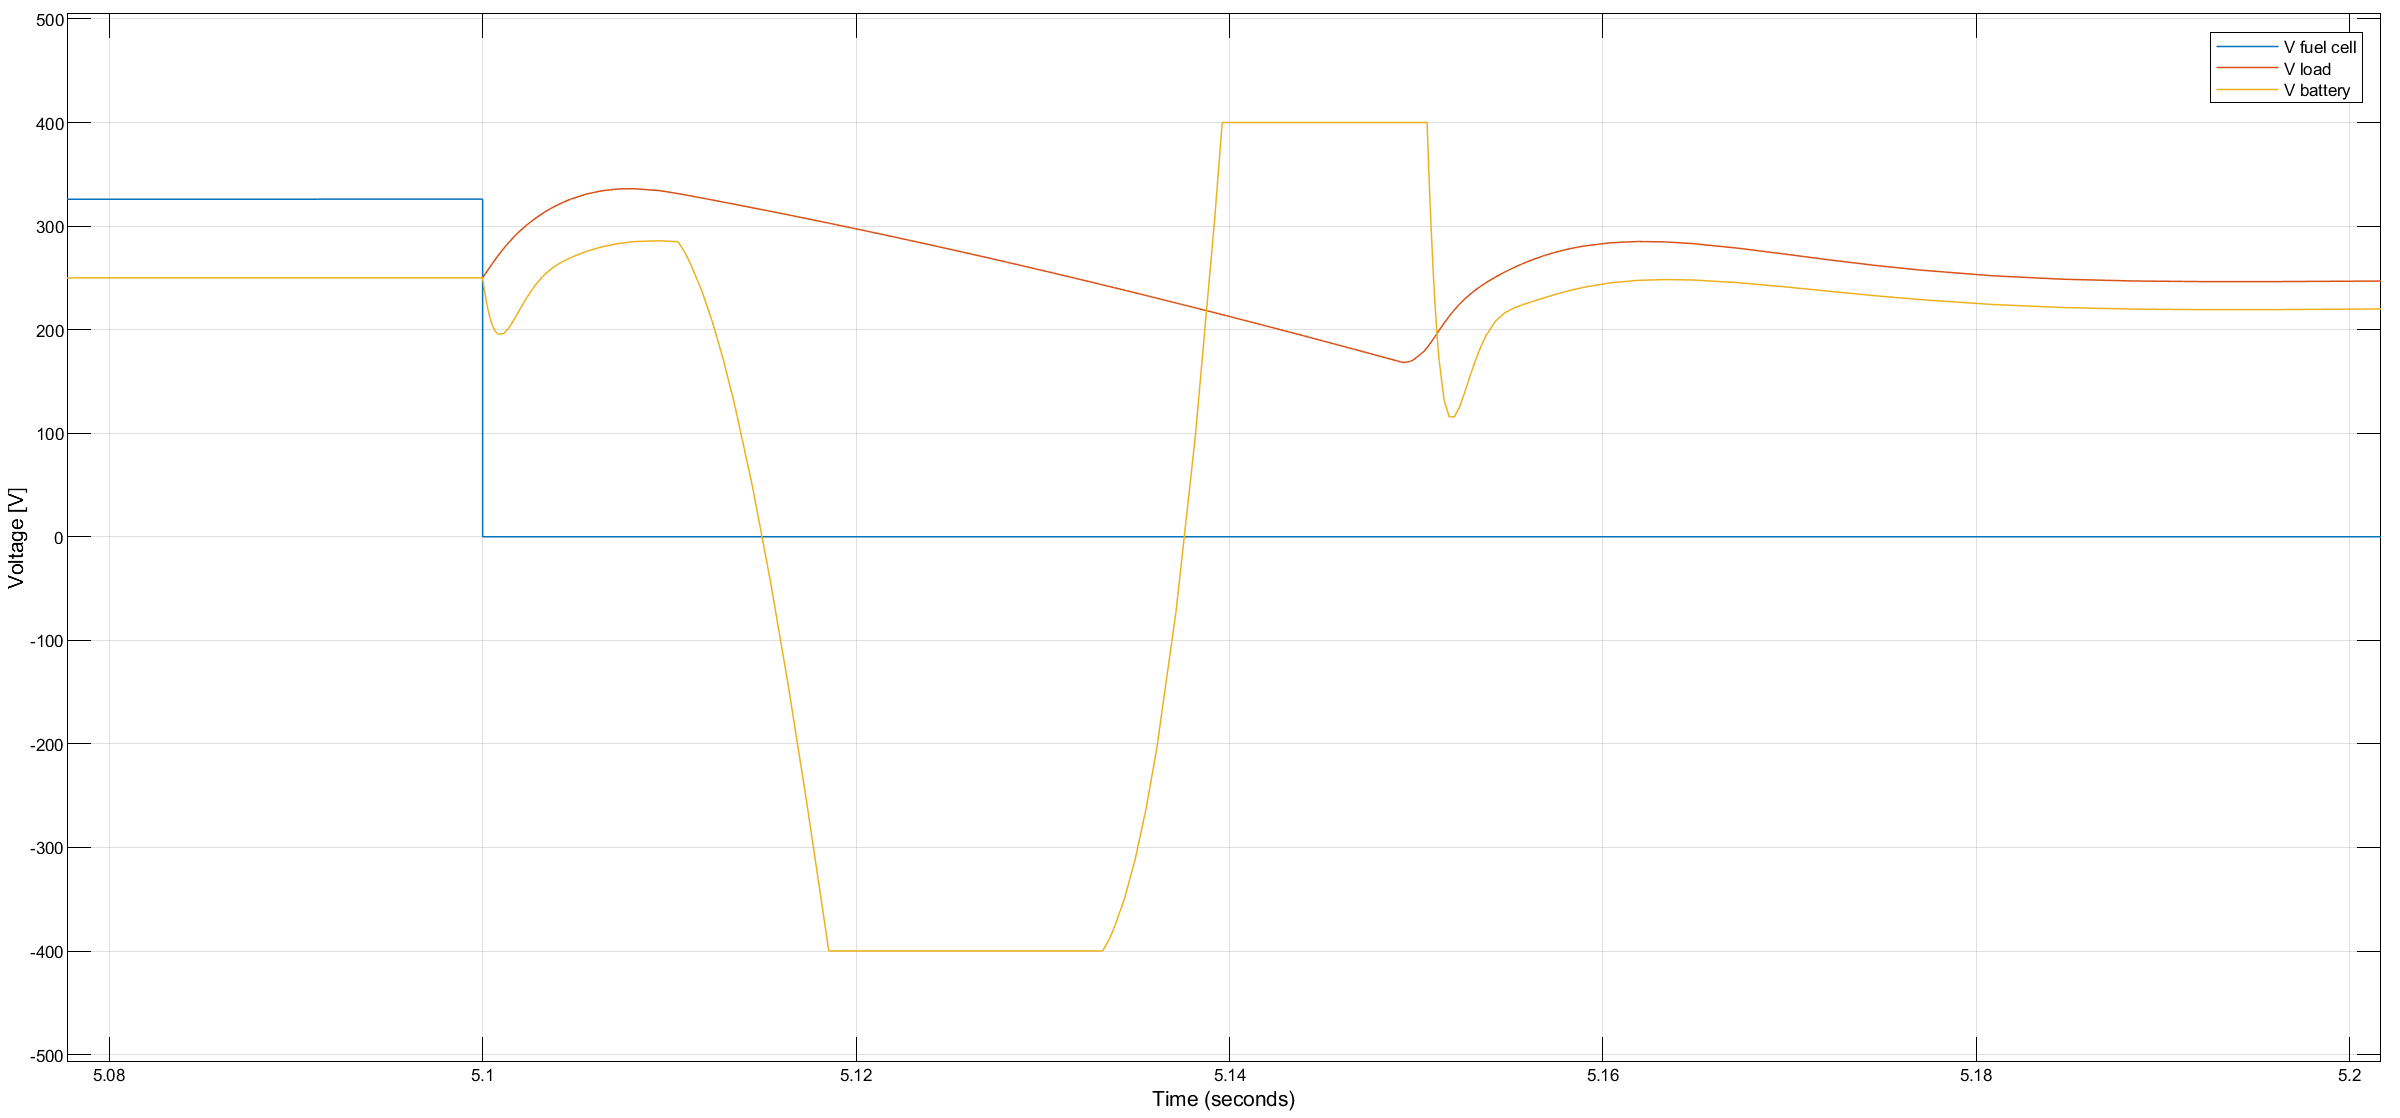 500
400
300
200
100
0
-100
-200
-300
-400
-500
Voltage [V]
V fuel cell
V load
V battery
5.08 5.1 5.12 5.14 5.16 5.18 5.2
Time (seconds)